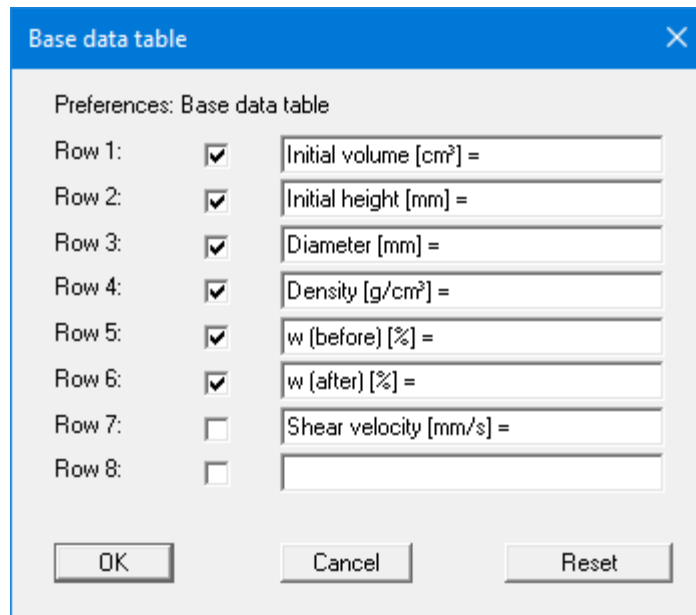 Base data table
Preferences: Base data table
Row 1: Initial volume [cm³] =
Row 2: Initial height [mm] =
Row 3: Diameter [mm] =
Row 4: Density [g/cm³] =
Row 5: w (before) [%] =
Row 6: w (after) [%] =
Row 7: Shear velocity [mm/s] =
Row 8:
OK Cancel Reset